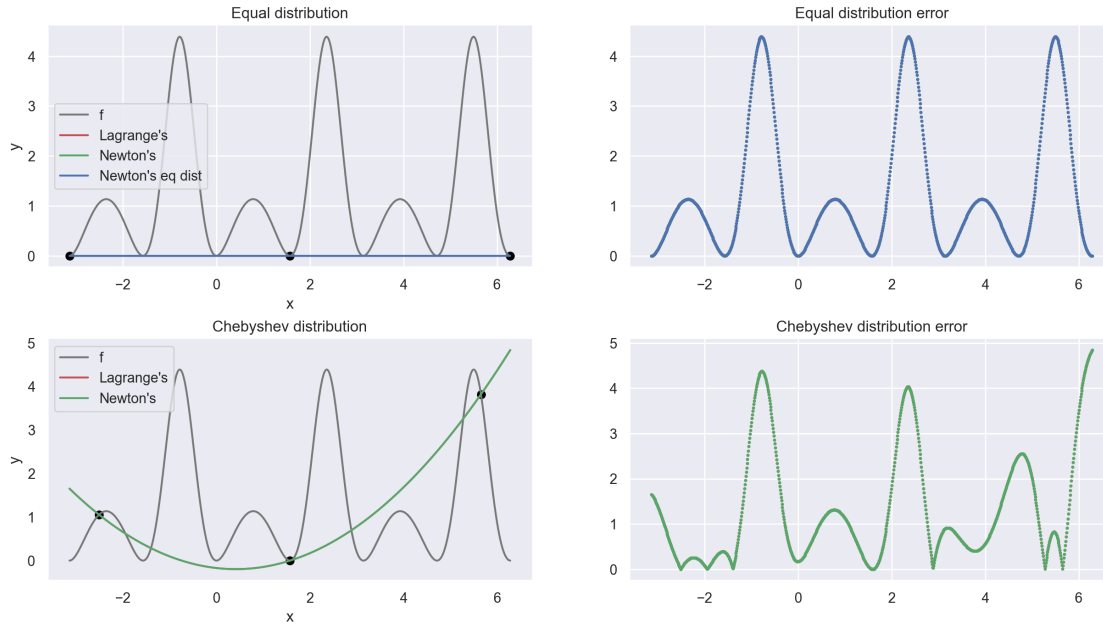 Equal distribution
y
4
3
2
1
0
f
Lagrange's
Newton's
Newton's eq dist
−2 0 2 4 6
x
Equal distribution error
4
3
2
1
0
−2 0 2 4 6
Chebyshev distribution
y
5
4
3
2
1
0
f
Lagrange's
Newton's
−2 0 2 4 6
x
Chebyshev distribution error
5
4
3
2
1
0
−2 0 2 4 6